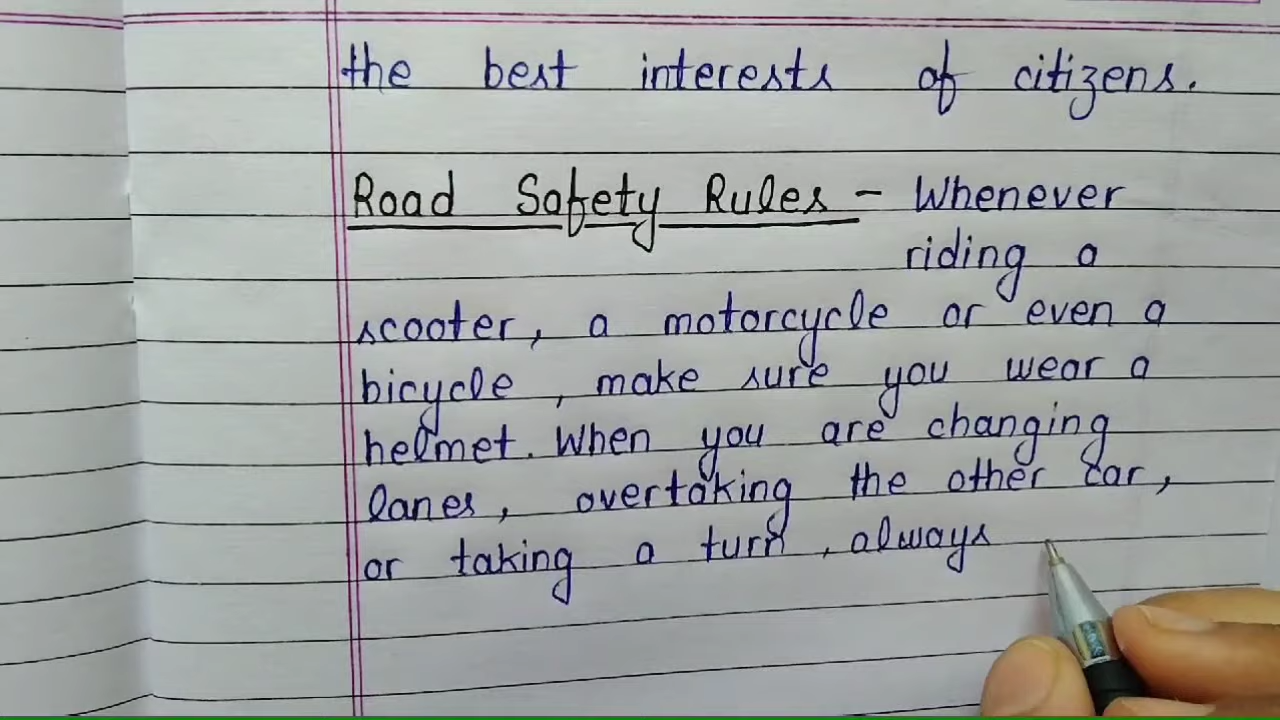 the best interests of citizens.
Road Safety Rules - Whenever
riding a
scooter, a motorcycle or even a
bicycle, make sure you wear a
helmet. When you are changing
lanes, overtaking the other car,
or taking a turn, always